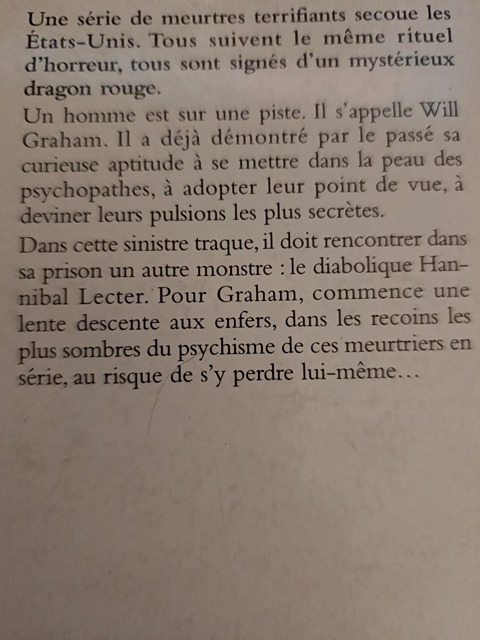 Une série de meurtres terrifiants secoue les
États-Unis. Tous suivent le même rituel
d'horreur, tous sont signés d'un mystérieux
dragon rouge.
Un homme est sur une piste. Il s'appelle Will
Graham. Il a déjà démontré par le passé sa
curieuse aptitude à se mettre dans la peau des
psychopathes, à adopter leur point de vue, à
deviner leurs pulsions les plus secrètes.
Dans cette sinistre traque, il doit rencontrer dans
sa prison un autre monstre : le diabolique Han-
nibal Lecter. Pour Graham, commence une
lente descente aux enfers, dans les recoins les
plus sombres du psychisme de ces meurtriers en
série, au risque de s'y perdre lui-même...